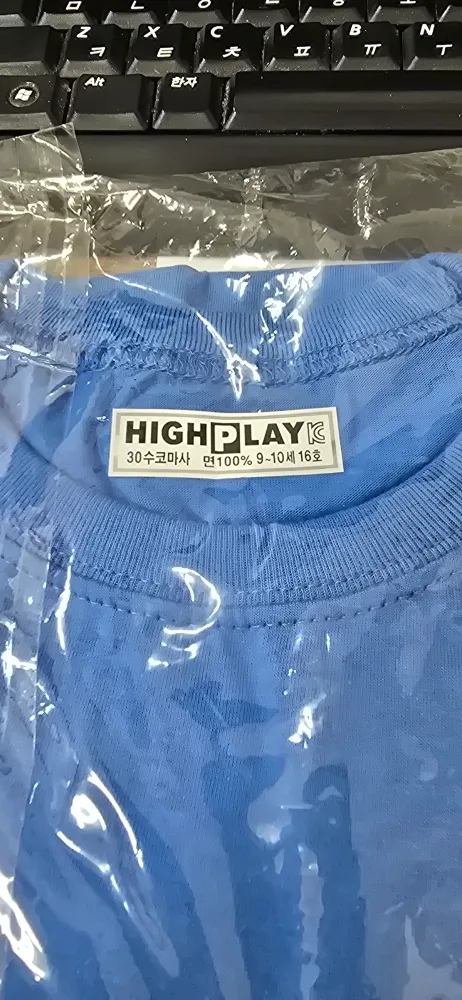 Z X C V B N
ㅋ ㅌ ㅊ ㅍ ㅠ ㅜ
Alt 한자
HIGHPLAY KC
30수코마사 면100% 9~10세 16호